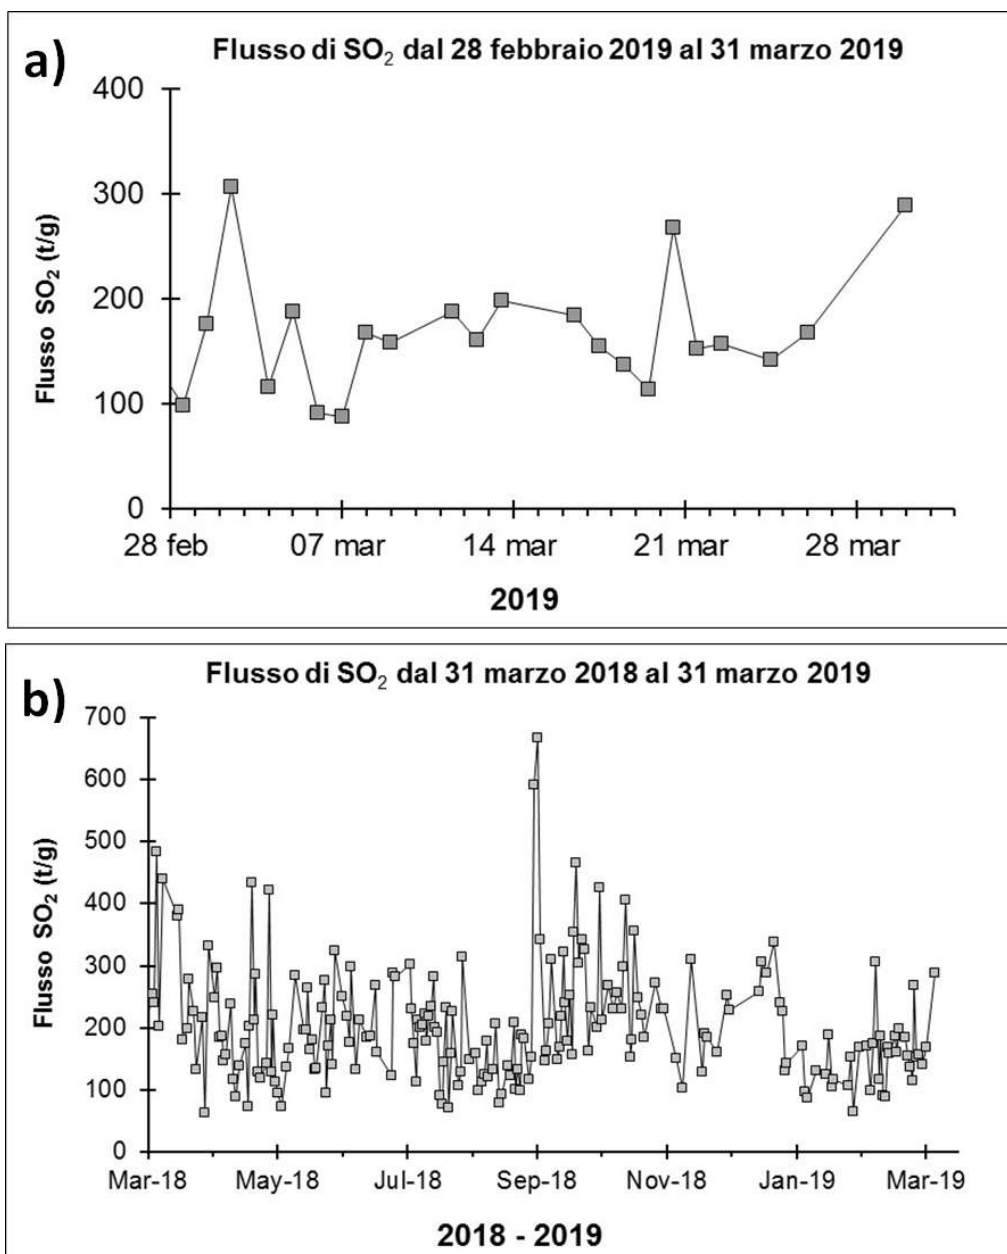 a)
Flusso di SO₂ dal 28 febbraio 2019 al 31 marzo 2019
Flusso SO₂ (t/g)
400
300
200
100
0
28 feb 07 mar 14 mar 21 mar 28 mar
2019
b)
Flusso di SO₂ dal 31 marzo 2018 al 31 marzo 2019
Flusso SO₂ (t/g)
700
600
500
400
300
200
100
0
Mar-18 May-18 Jul-18 Sep-18 Nov-18 Jan-19 Mar-19
2018 - 2019